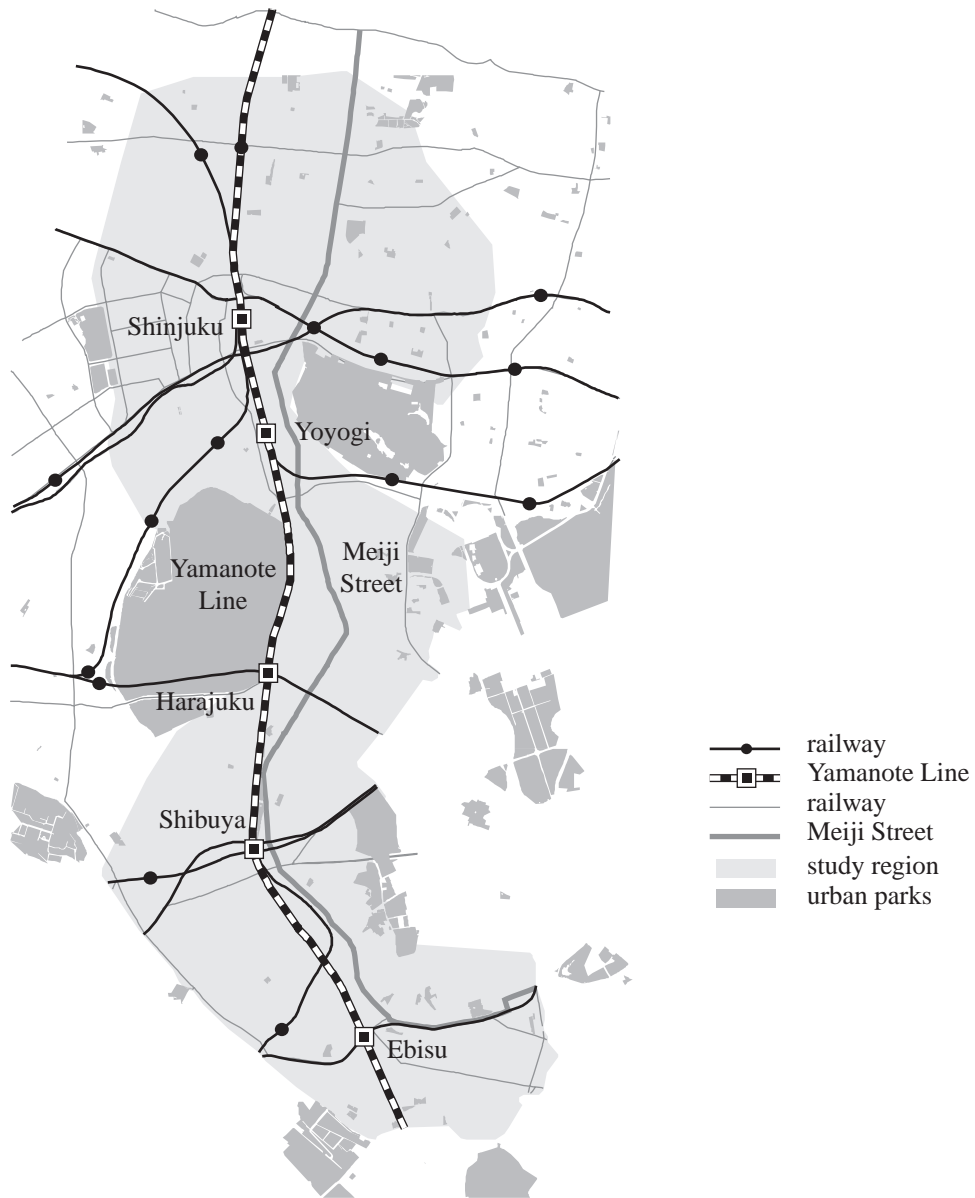 Shinjuku
Yoyogi
Meiji
Street
Yamanote
Line
Harajuku
Shibuya
Ebisu
railway
Yamanote Line
railway
Meiji Street
study region
urban parks